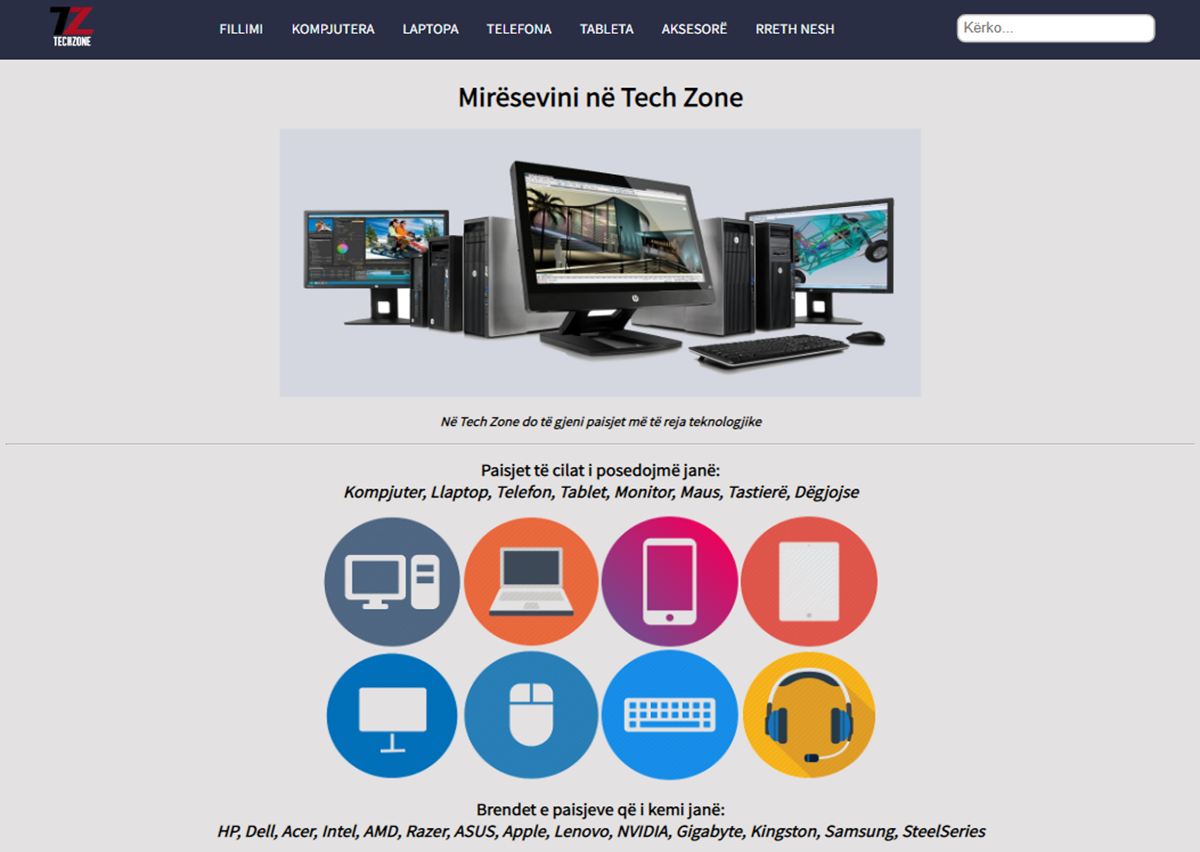 TZ
TECHZONE
FILLIMI KOMPJUTERA LAPTOPA TELEFONA TABLETA AKSESORË RRETH NESH
Kërko...
Mirësevini në Tech Zone
Në Tech Zone do të gjeni paisjet më të reja teknologjike
Paisjet të cilat i posedojmë janë:
Kompjuter, Llaptop, Telefon, Tablet, Monitor, Maus, Tastierë, Dëgjojse
Brendet e paisjeve që i kemi janë:
HP, Dell, Acer, Intel, AMD, Razer, ASUS, Apple, Lenovo, NVIDIA, Gigabyte, Kingston, Samsung, SteelSeries